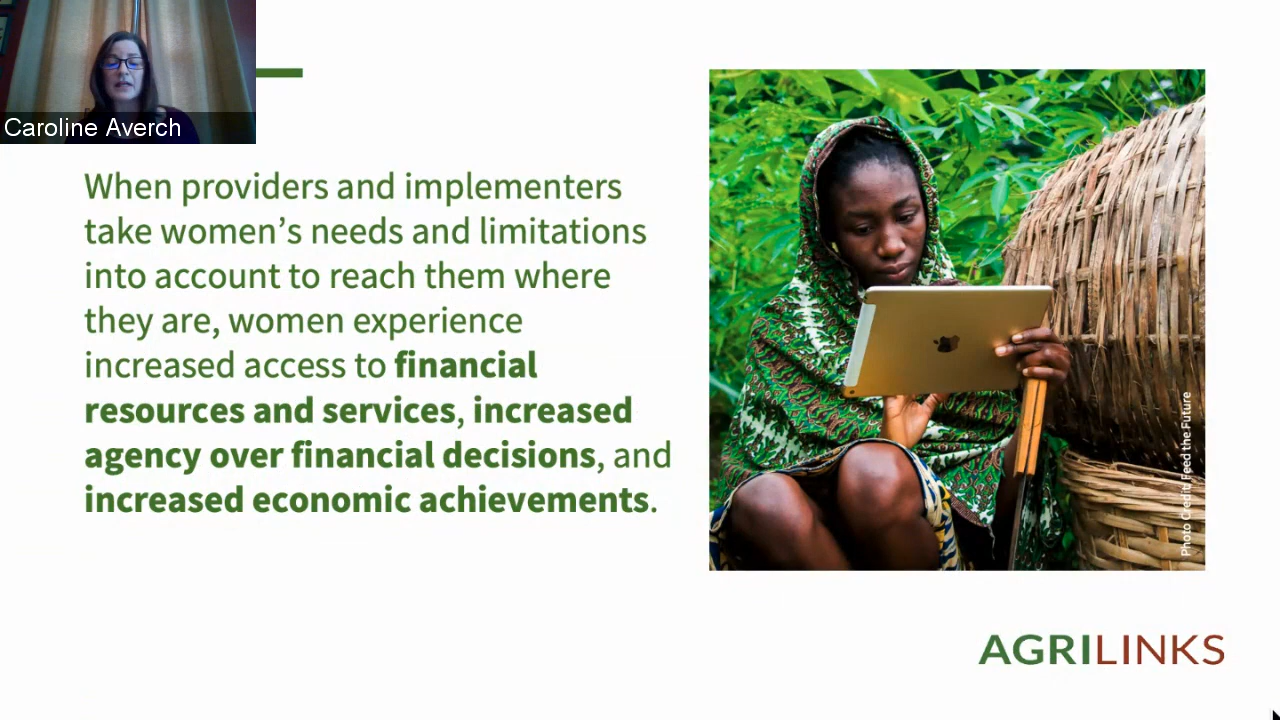 Caroline Averch
When providers and implementers
take women’s needs and limitations
into account to reach them where
they are, women experience
increased access to financial
resources and services, increased
agency over financial decisions, and
increased economic achievements.
Photo Credit: Feed the Future
AGRILINKS